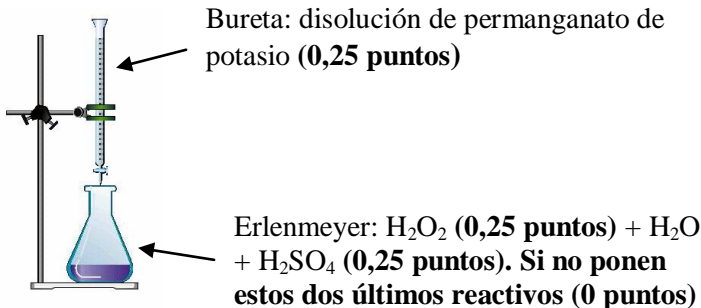 Bureta: disolución de permanganato de
potasio (0,25 puntos)
Erlenmeyer: H₂O₂ (0,25 puntos) + H₂O
+ H₂SO₄ (0,25 puntos). Si no ponen
estos dos últimos reactivos (0 puntos)